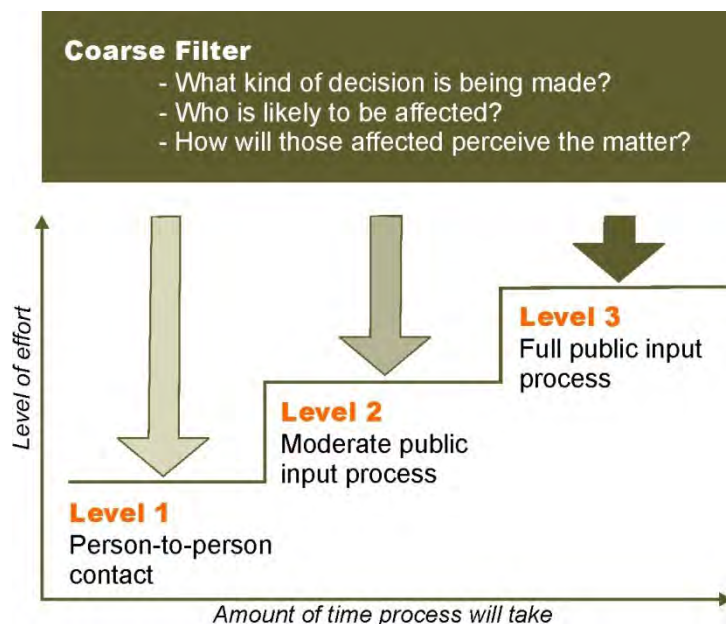 Coarse Filter
- What kind of decision is being made?
- Who is likely to be affected?
- How will those affected perceive the matter?
Level of effort
Level 1
Person-to-person
contact
Level 2
Moderate public
input process
Level 3
Full public input
process
Amount of time process will take